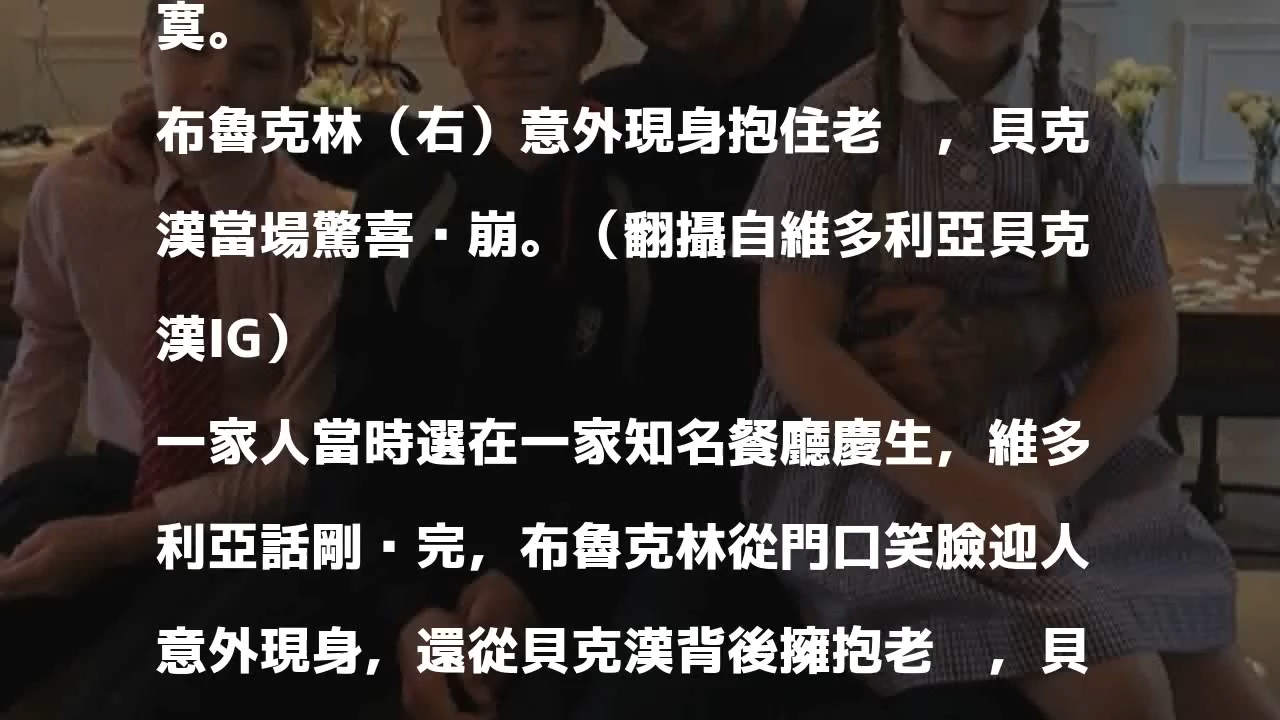 寞。
布魯克林（右）意外現身抱住老　，貝克
漢當場驚喜·崩。（翻攝自維多利亞貝克
漢IG）
一家人當時選在一家知名餐廳慶生，維多
利亞話剛·完，布魯克林從門口笑臉迎人
意外現身，還從貝克漢背後擁抱老　，貝